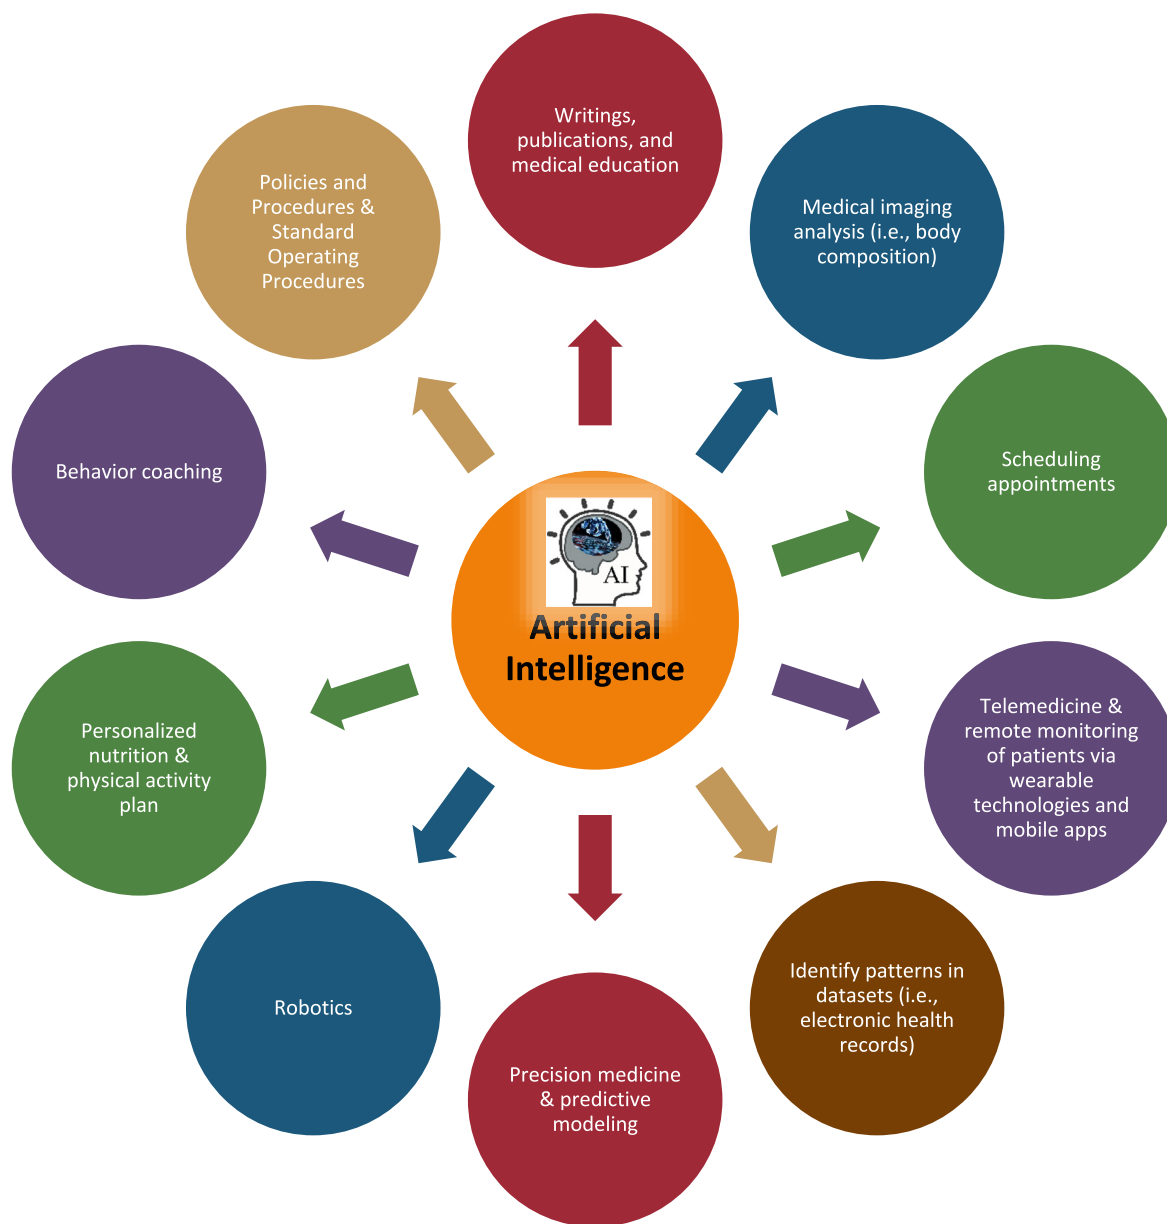 Writings,
publications, and
medical education
Medical imaging
analysis (i.e., body
composition)
Scheduling
appointments
Telemedicine &
remote monitoring
of patients via
wearable
technologies and
mobile apps
Identify patterns in
datasets (i.e.,
electronic health
records)
Precision medicine
& predictive
modeling
Robotics
Personalized
nutrition &
physical activity
plan
Behavior coaching
Policies and
Procedures &
Standard
Operating
Procedures
AI
Artificial
Intelligence